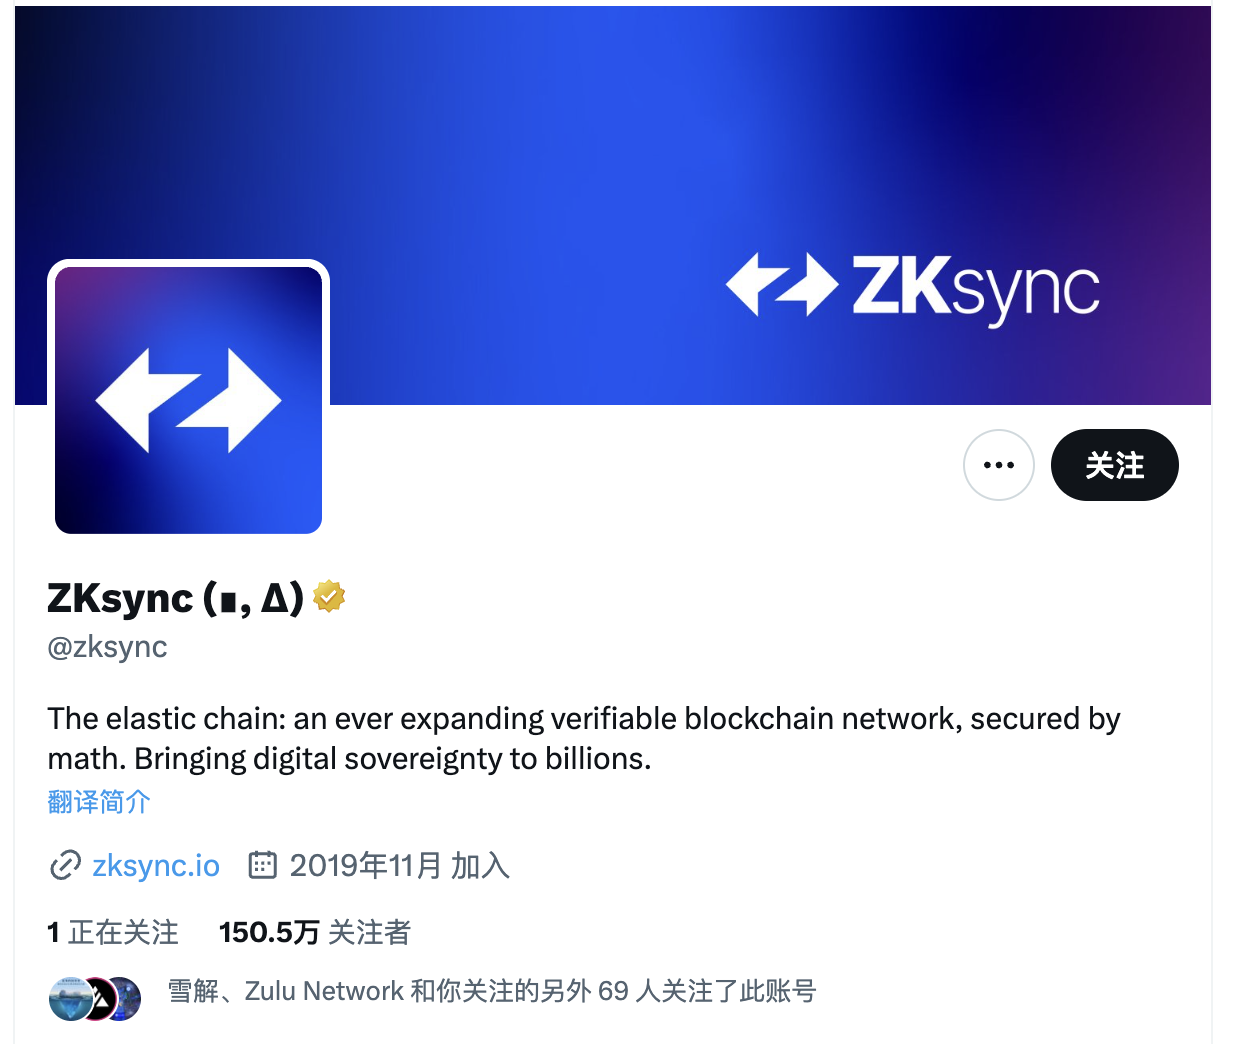 ZKsync
关注
ZKsync (∎, ∆)
@zksync
The elastic chain: an ever expanding verifiable blockchain network, secured by
math. Bringing digital sovereignty to billions.
翻译简介
zksync.io 2019年11月 加入
1 正在关注 150.5万 关注者
雪解、Zulu Network 和你关注的另外 69 人关注了此账号